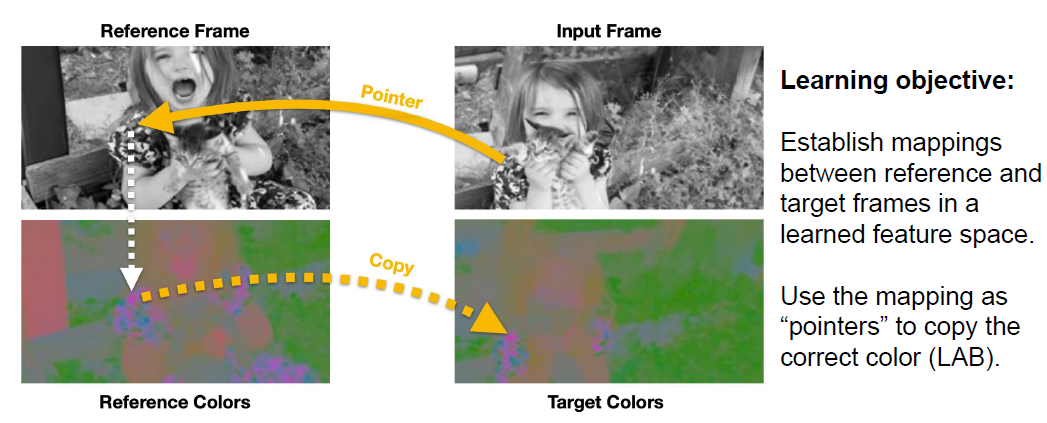 Reference Frame
Input Frame
Pointer
Copy
Reference Colors
Target Colors
Learning objective:
Establish mappings
between reference and
target frames in a
learned feature space.
Use the mapping as
“pointers” to copy the
correct color (LAB).